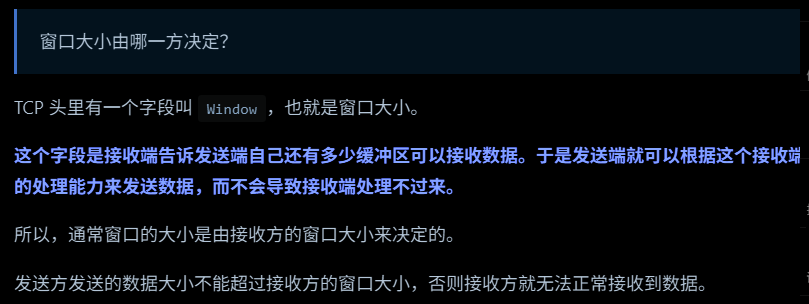 窗口大小由哪一方决定？
TCP 头里有一个字段叫 Window，也就是窗口大小。
这个字段是接收端告诉发送端自己还有多少缓冲区可以接收数据。于是发送端就可以根据这个接收端
的处理能力来发送数据，而不会导致接收端处理不过来。
所以，通常窗口的大小是由接收方的窗口大小来决定的。
发送方发送的数据大小不能超过接收方的窗口大小，否则接收方就无法正常接收到数据。